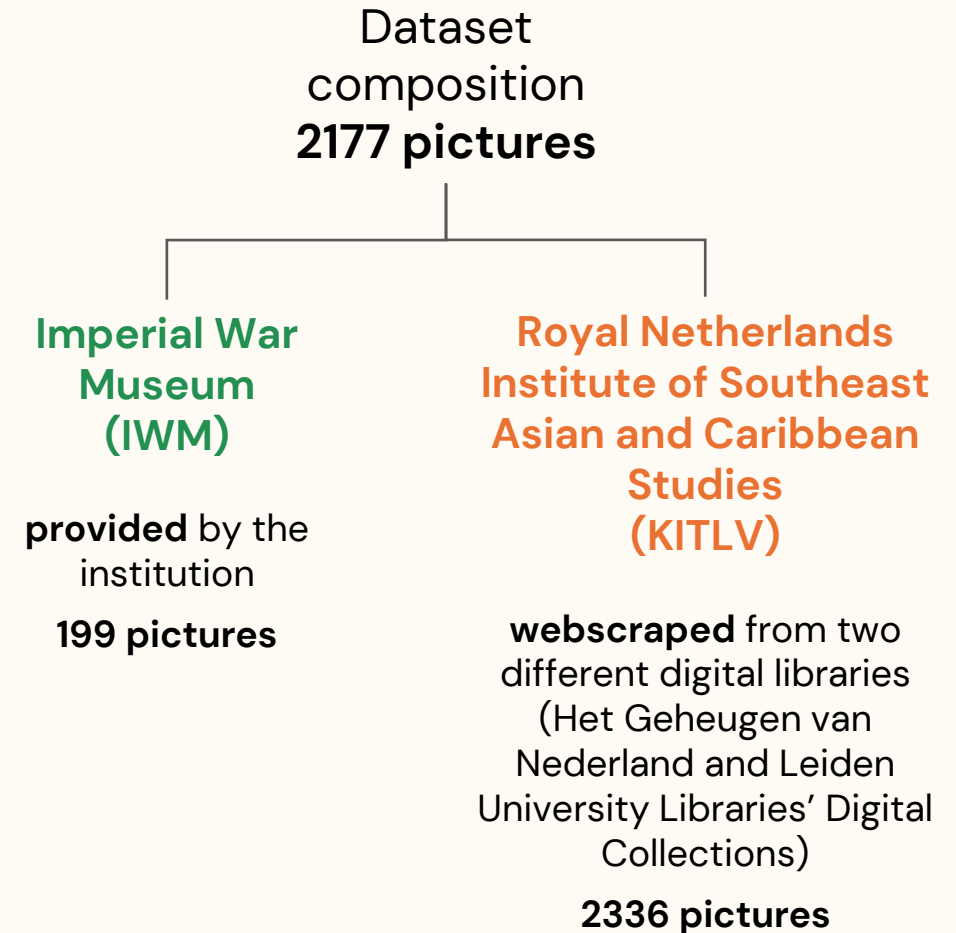 Dataset
composition
2177 pictures
Imperial War
Museum
(IWM)
provided by the
institution
199 pictures
Royal Netherlands
Institute of Southeast
Asian and Caribbean
Studies
(KITLV)
webscraped from two
different digital libraries
(Het Geheugen van
Nederland and Leiden
University Libraries’ Digital
Collections)
2336 pictures